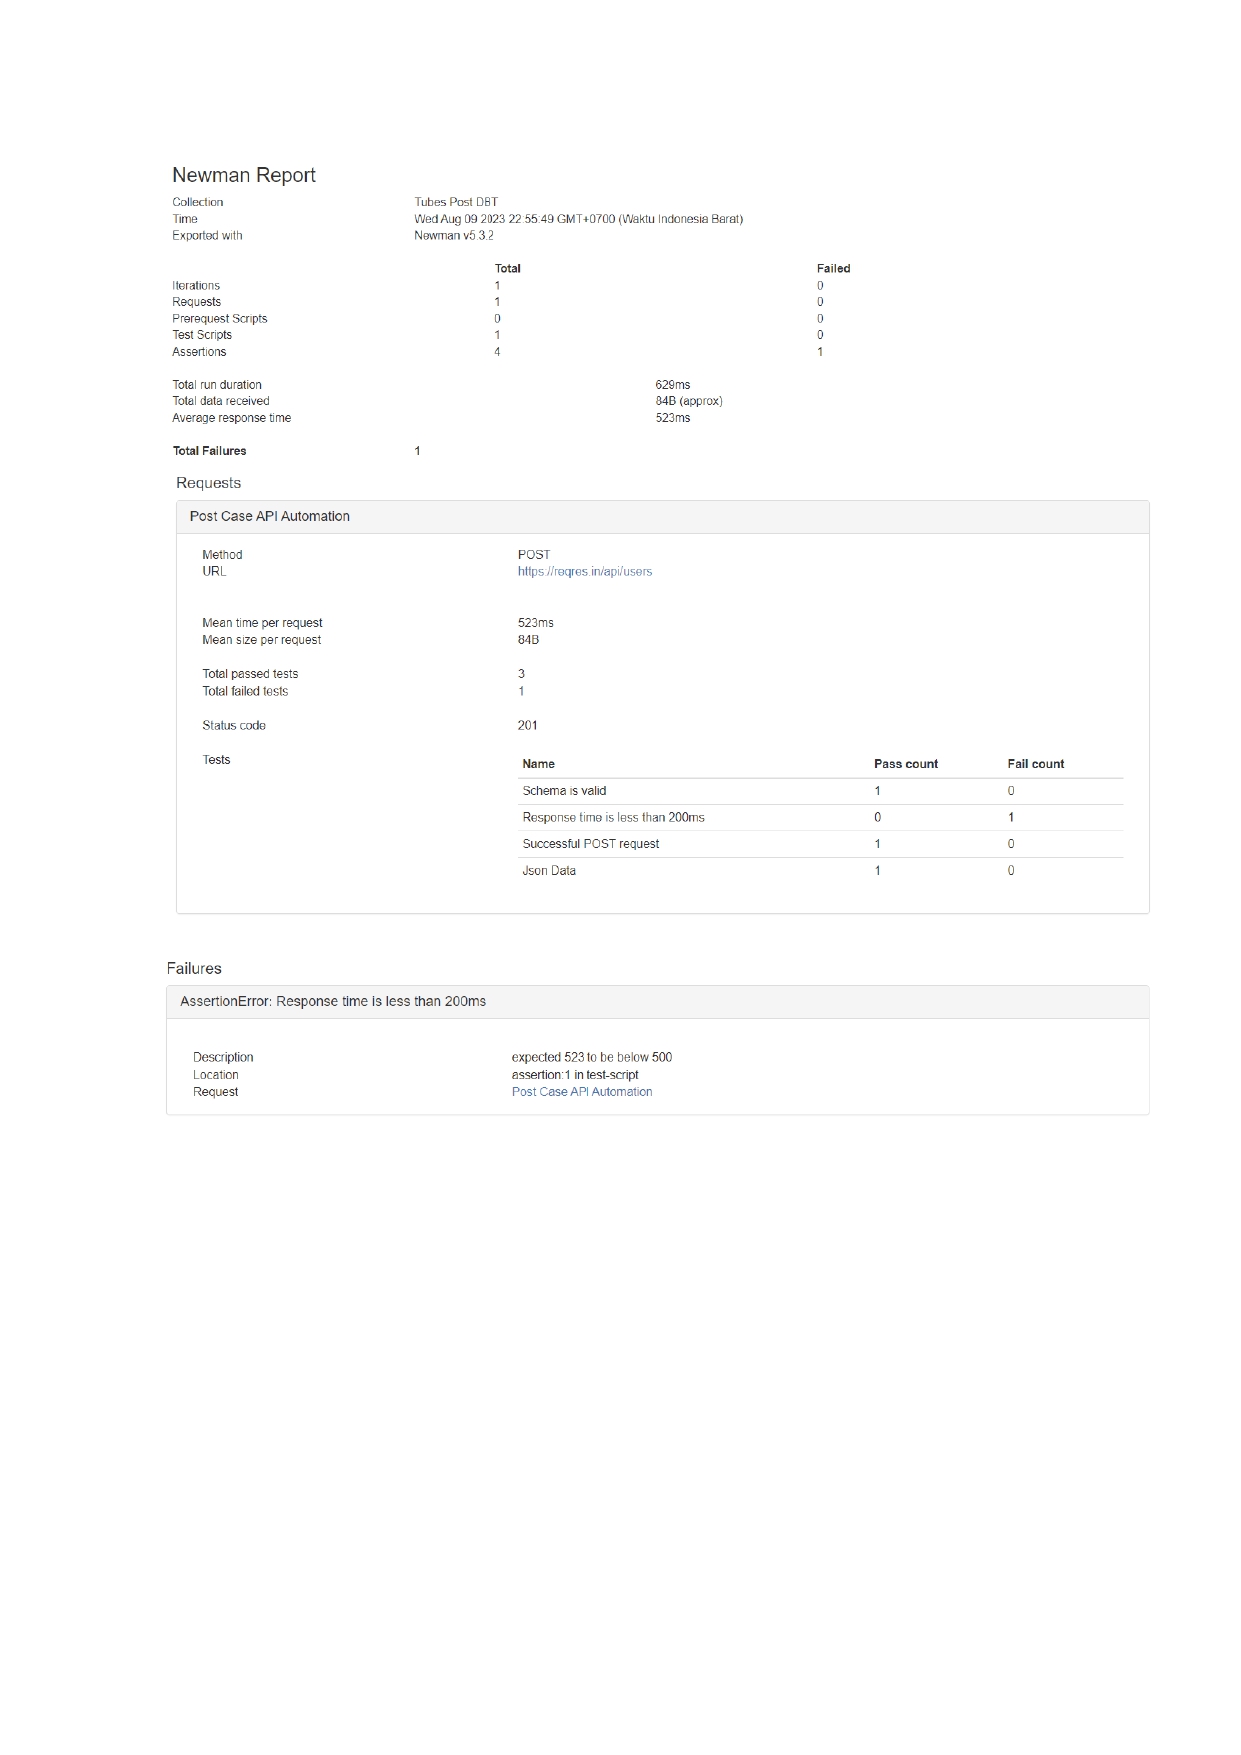 Newman Report
Collection Tubes Post DBT
Time Wed Aug 09 2023 22:55:49 GMT+0700 (Waktu Indonesia Barat)
Exported with Newman v5.3.2
Total Failed
Iterations 1 0
Requests 1 0
Prerequest Scripts 0 0
Test Scripts 1 0
Assertions 4 1
Total run duration 629ms
Total data received 84B (approx)
Average response time 523ms
Total Failures 1
Requests
Post Case API Automation
Method POST
URL https://reqres.in/api/users
Mean time per request 523ms
Mean size per request 84B
Total passed tests 3
Total failed tests 1
Status code 201
Tests Name Pass count Fail count
Schema is valid 1 0
Response time is less than 200ms 0 1
Successful POST request 1 0
Json Data 1 0
Failures
AssertionError: Response time is less than 200ms
Description expected 523 to be below 500
Location assertion:1 in test-script
Request Post Case API Automation